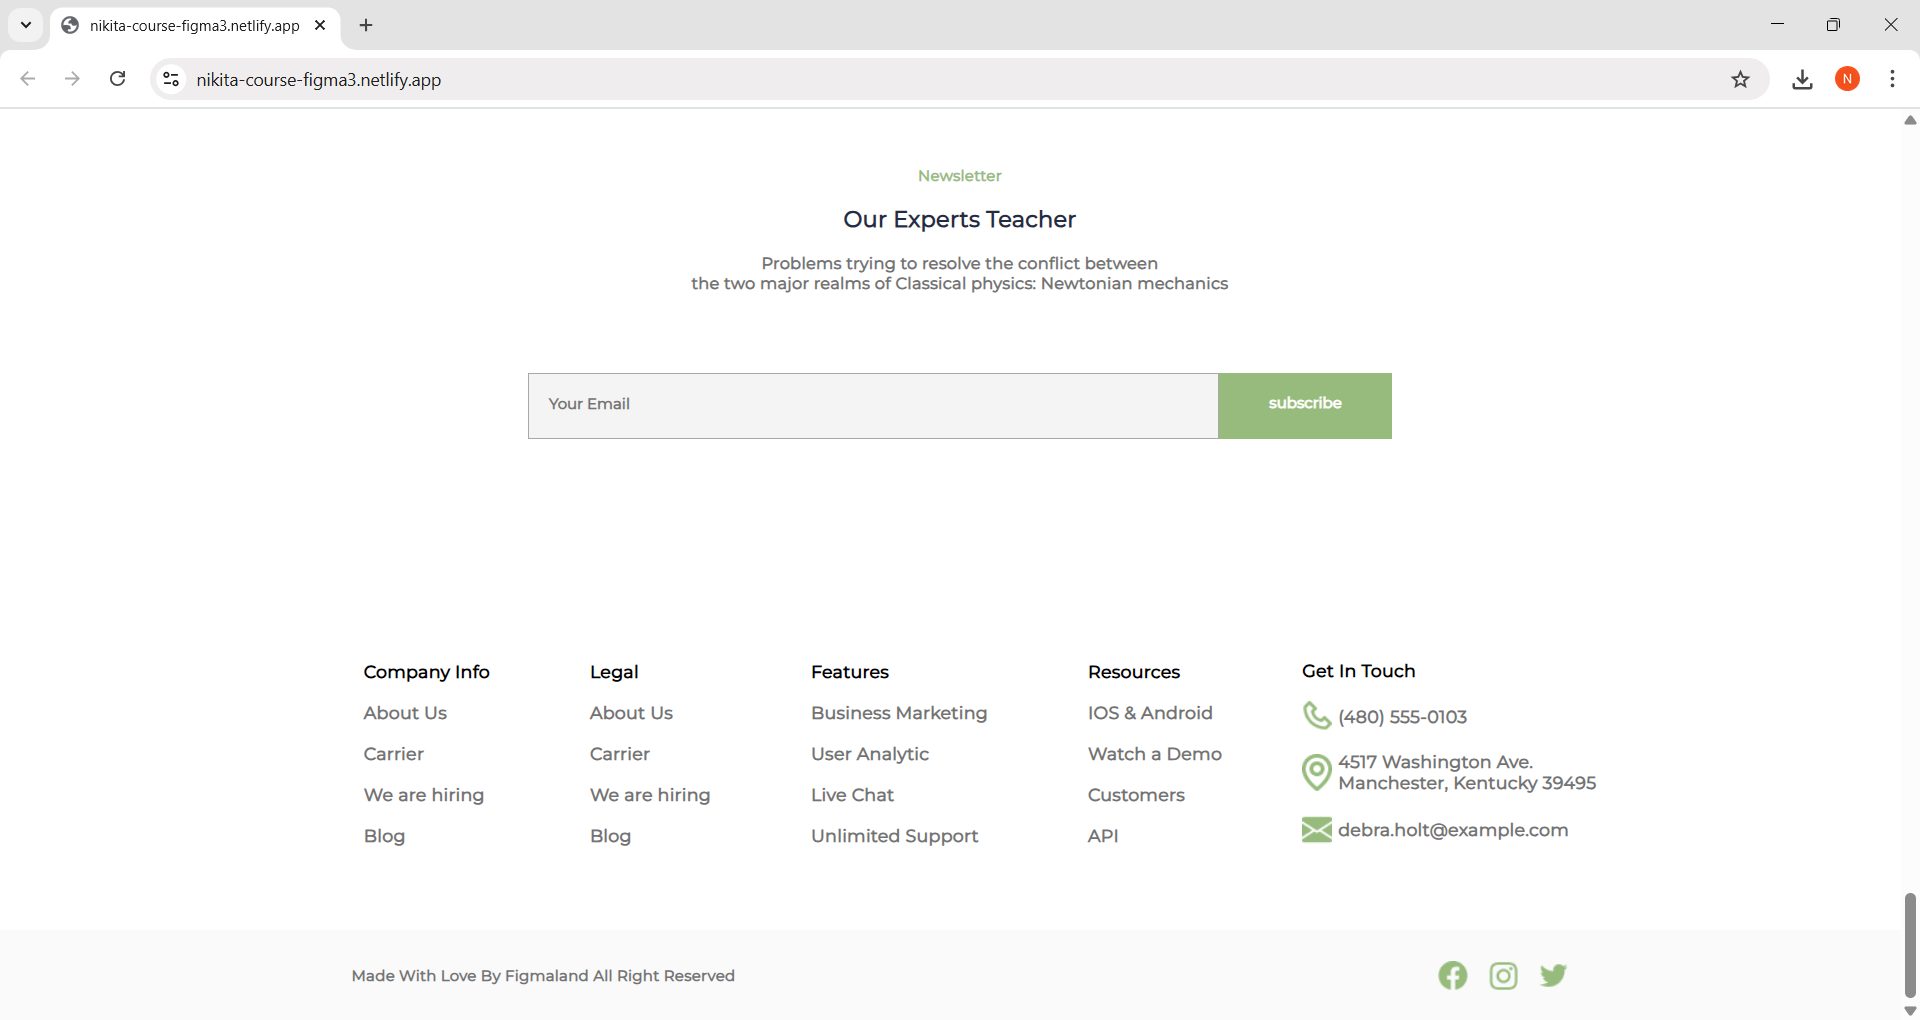 nikita-course-figma3.netlify.app
nikita-course-figma3.netlify.app
N
Newsletter
Our Experts Teacher
Problems trying to resolve the conflict between
the two major realms of Classical physics: Newtonian mechanics
Your Email
subscribe
Company Info
About Us
Carrier
We are hiring
Blog
Legal
About Us
Carrier
We are hiring
Blog
Features
Business Marketing
User Analytic
Live Chat
Unlimited Support
Resources
IOS & Android
Watch a Demo
Customers
API
Get In Touch
(480) 555-0103
4517 Washington Ave.
Manchester, Kentucky 39495
debra.holt@example.com
Made With Love By Figmaland All Right Reserved